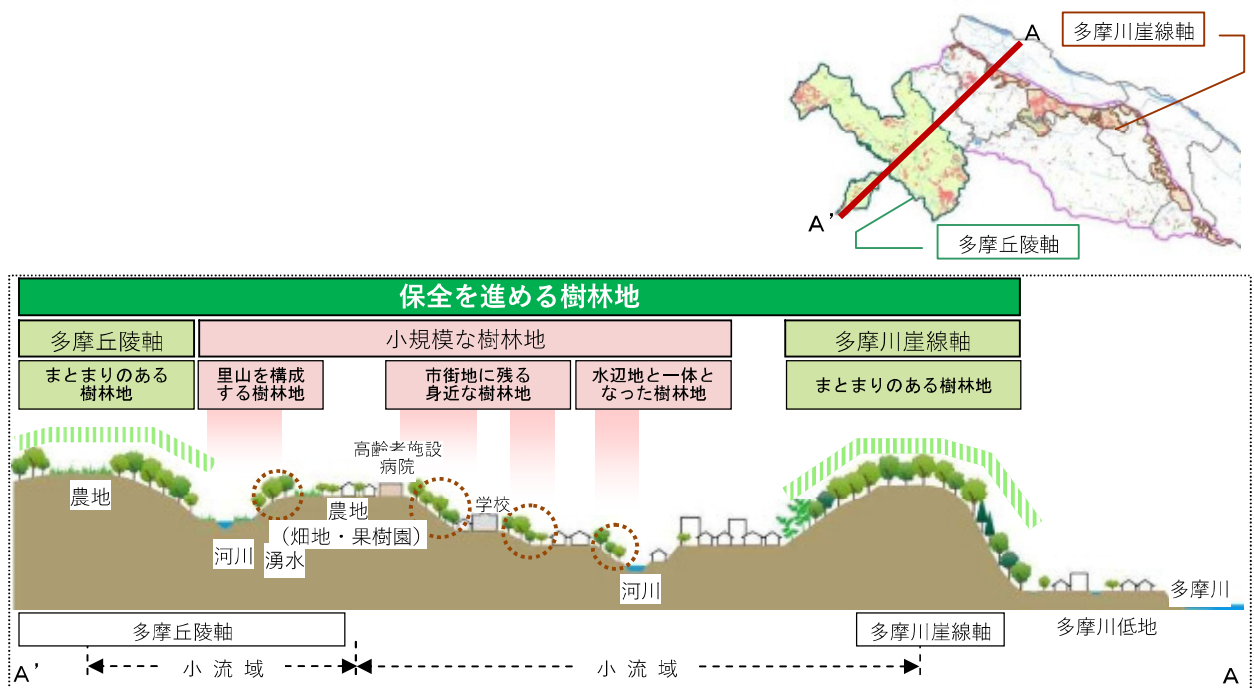 多摩川崖線軸
A
A'
多摩丘陵軸
保全を進める樹林地
多摩丘陵軸
小規模な樹林地
多摩川崖線軸
まとまりのある
樹林地
里山を構成
する樹林地
市街地に残る
身近な樹林地
水辺地と一体と
なった樹林地
まとまりのある樹林地
高齢者施設
病院
農地
学校
農地
(畑地・果樹園)
河川
湧水
河川
多摩川
多摩丘陵軸
多摩川崖線軸
多摩川低地
小流域
小流域
A'
A